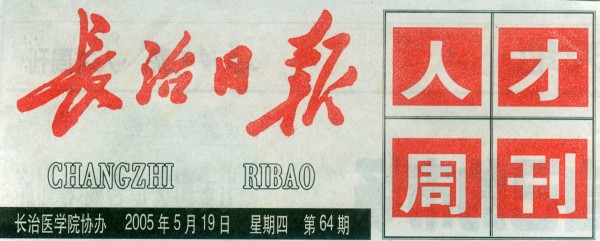 长治日报
CHANGZHI RIBAO
长治医学院协办 2005年5月19日 星期四 第64期
人才
周刊